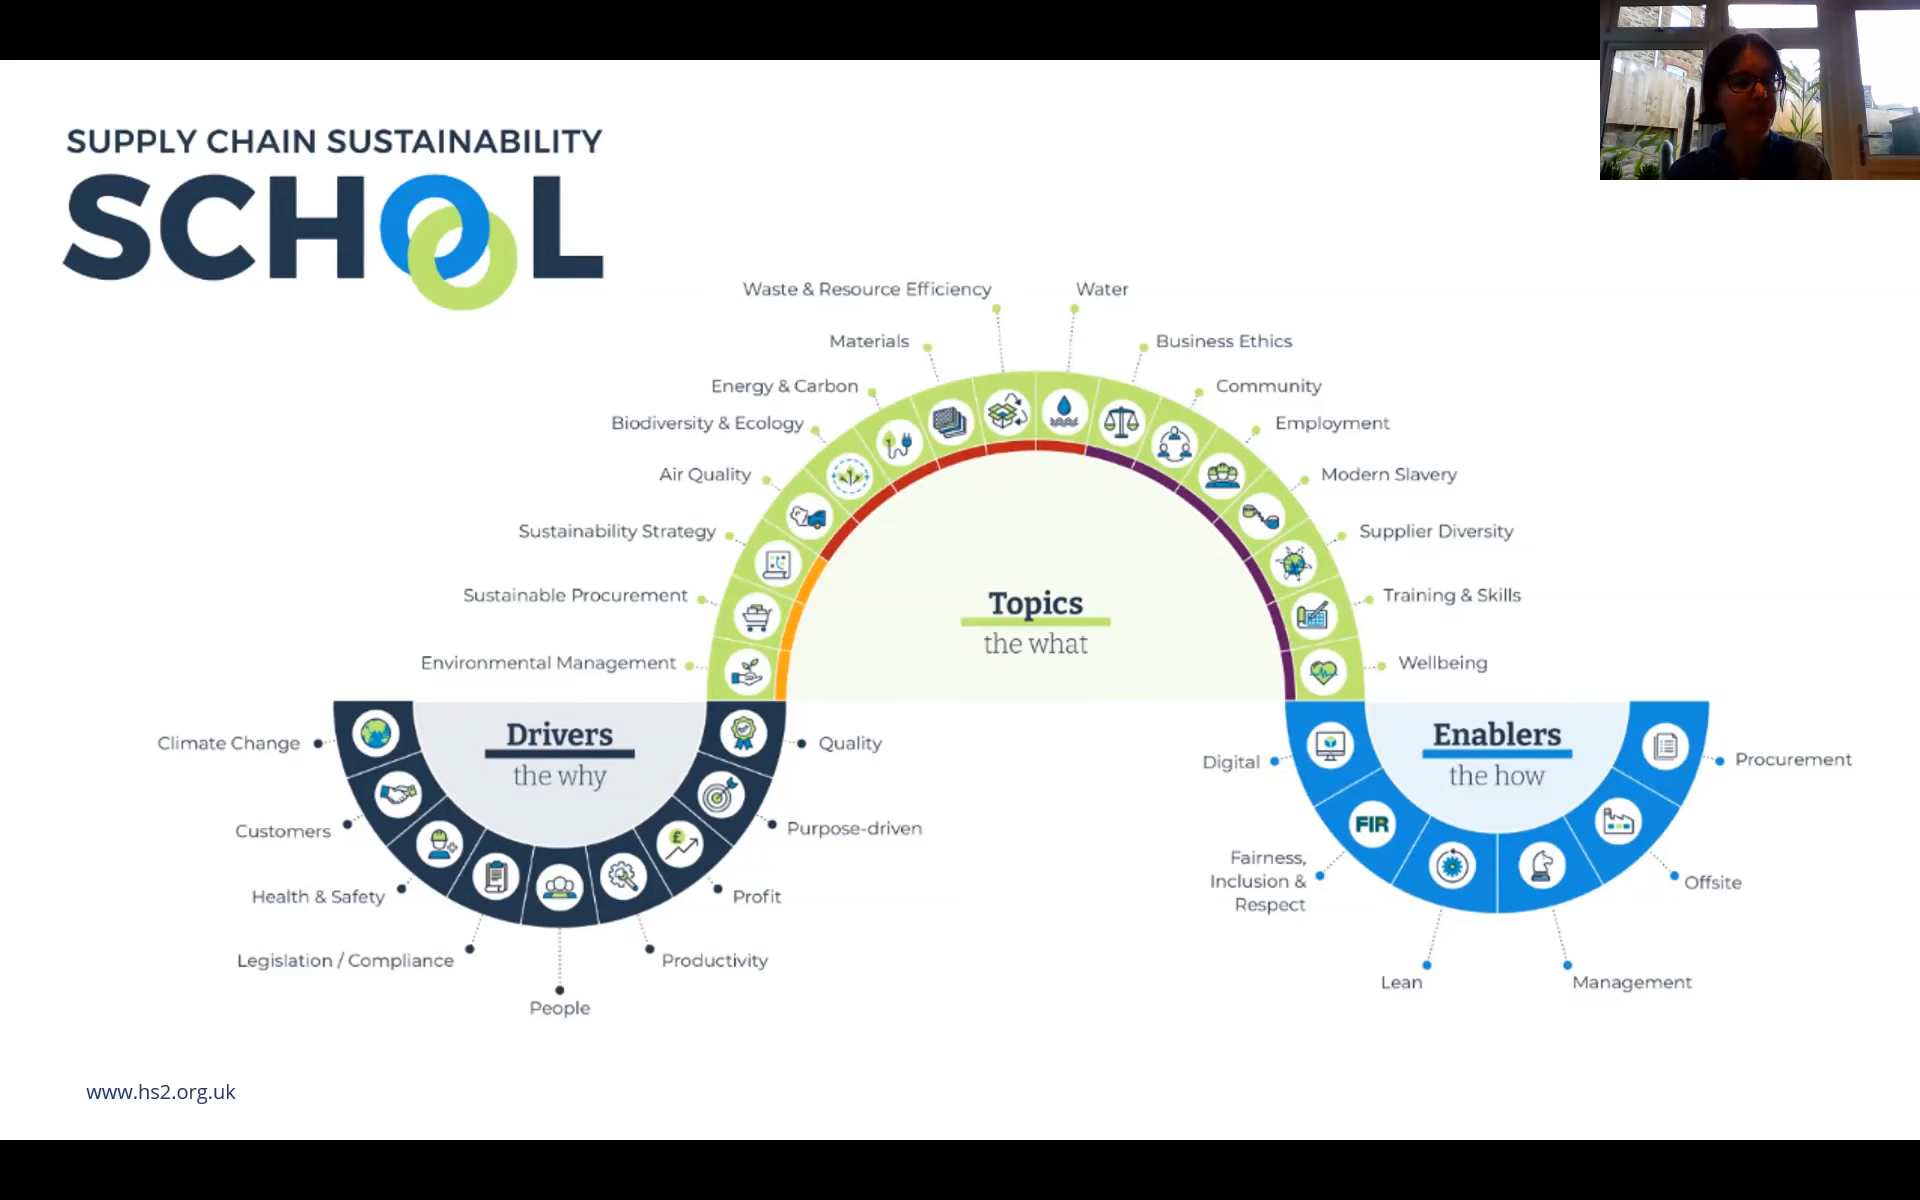 SUPPLY CHAIN SUSTAINABILITY
SCHOOL
Waste & Resource Efficiency
Water
Materials
Business Ethics
Energy & Carbon
Community
Biodiversity & Ecology
Employment
Air Quality
Modern Slavery
Sustainability Strategy
Supplier Diversity
Sustainable Procurement
Training & Skills
Environmental Management
Wellbeing
Topics
the what
Drivers
the why
Climate Change
Quality
Customers
Purpose-driven
Health & Safety
£
Profit
Legislation / Compliance
Productivity
People
Enablers
the how
Digital
Procurement
FIR
Fairness,
Inclusion &
Respect
Offsite
Lean
Management
www.hs2.org.uk